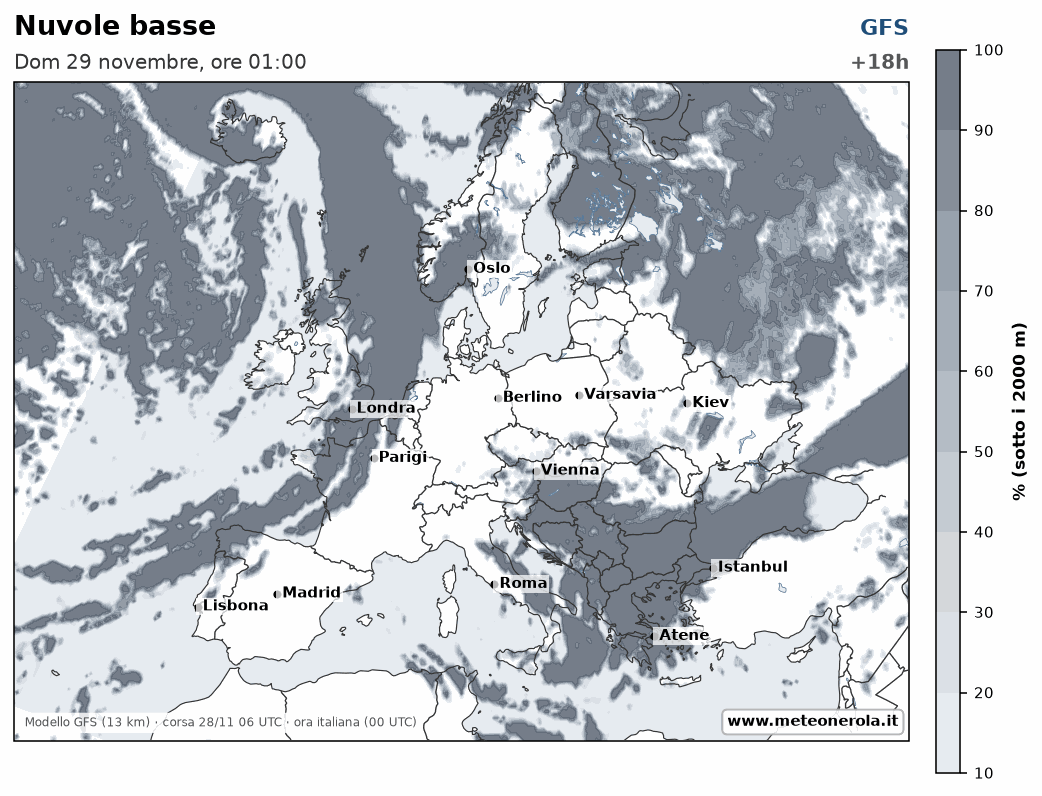 Nuvole basse
GFS
Dom 29 novembre, ore 01:00
+18h
100
90
80
70
60
50
40
30
20
10
% (sotto i 2000 m)
Oslo
Berlino
Varsavia
Kiev
Londra
Parigi
Vienna
Istanbul
Roma
Madrid
Lisbona
Atene
Modello GFS (13 km) · corsa 28/11 06 UTC · ora italiana (00 UTC)
www.meteonerola.it